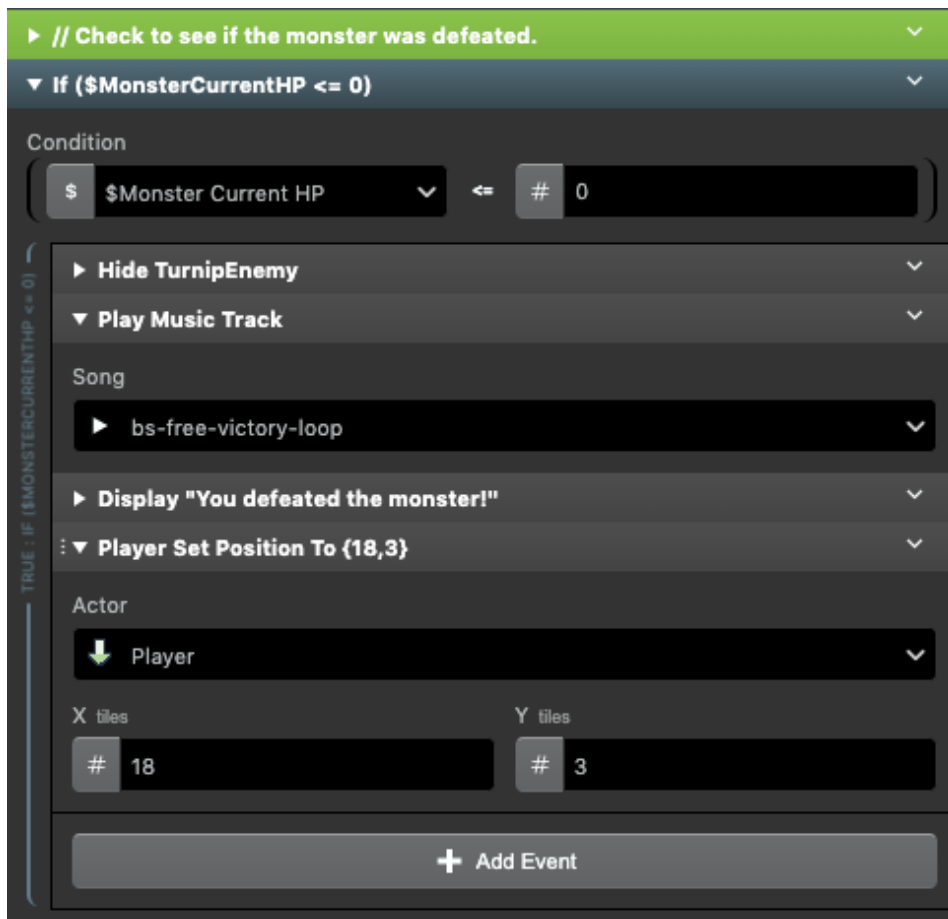 // Check to see if the monster was defeated.
If ($MonsterCurrentHP <= 0)
Condition
$ $Monster Current HP <= # 0
TRUE : IF ($MONSTERCURRENTHP <= 0)
Hide TurnipEnemy
Play Music Track
Song
bs-free-victory-loop
Display "You defeated the monster!"
Player Set Position To {18,3}
Actor
Player
X tiles Y tiles
# 18 # 3
+ Add Event